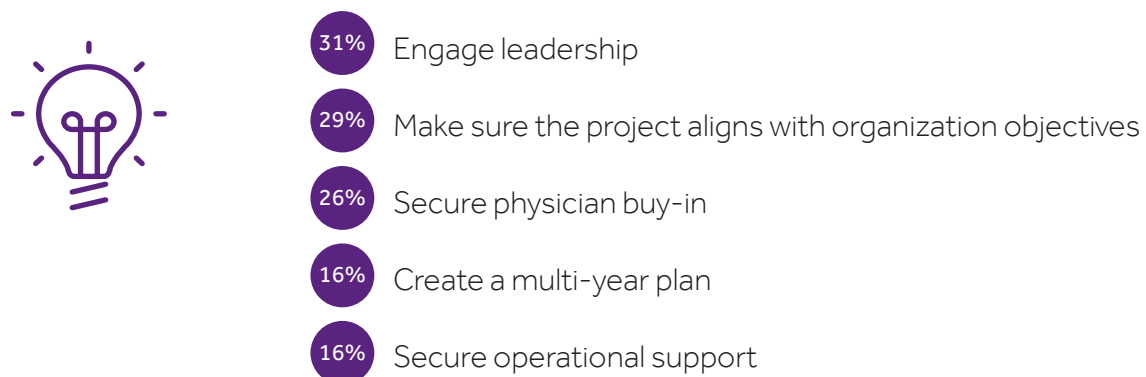 31% Engage leadership
29% Make sure the project aligns with organization objectives
26% Secure physician buy-in
16% Create a multi-year plan
16% Secure operational support